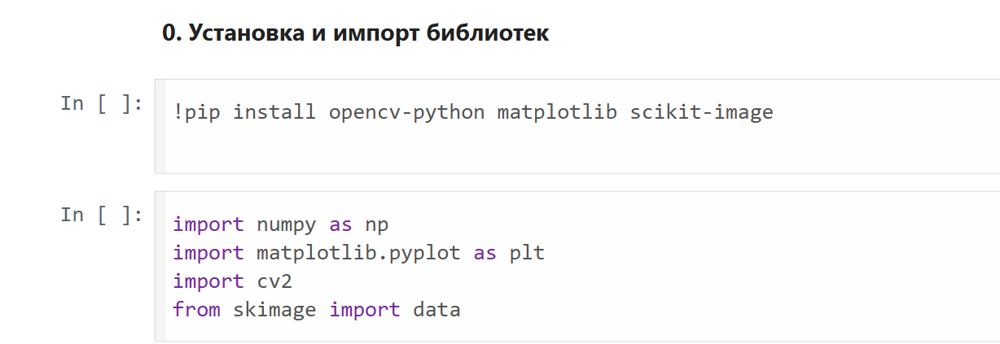 0. Установка и импорт библиотек
In [ ]:
!pip install opencv-python matplotlib scikit-image
In [ ]:
import numpy as np
import matplotlib.pyplot as plt
import cv2
from skimage import data